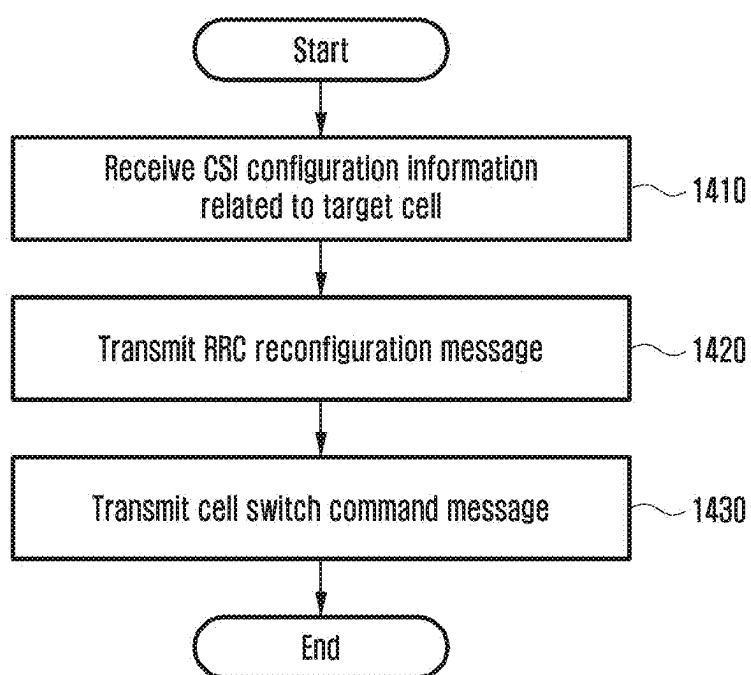 Start
Receive CSI configuration information
related to target cell
1410
Transmit RRC reconfiguration message
1420
Transmit cell switch command message
1430
End